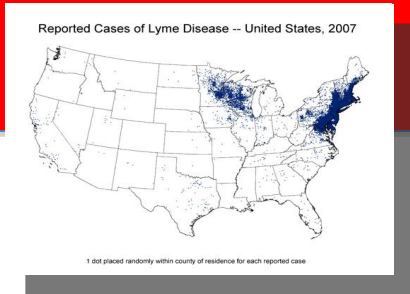 Reported Cases of Lyme Disease -- United States, 2007
1 dot placed randomly within county of residence for each reported case